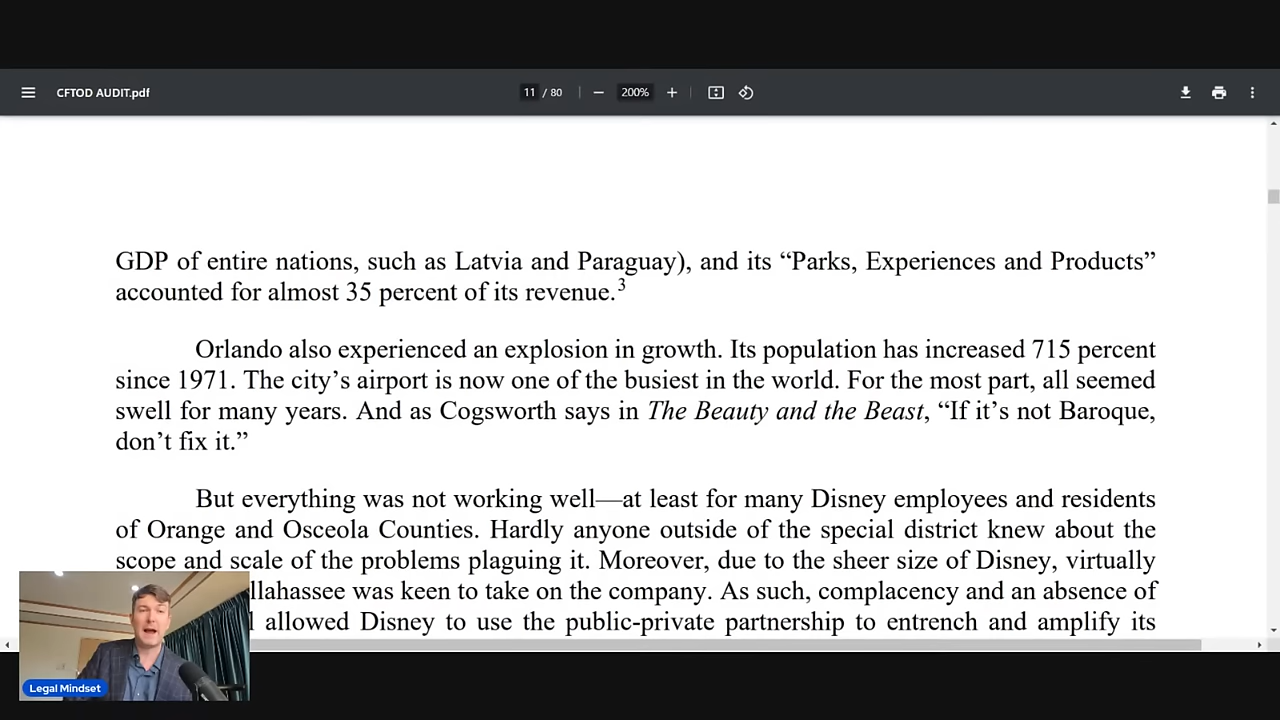 CFTOD AUDIT.pdf
11 / 80
200%
GDP of entire nations, such as Latvia and Paraguay), and its “Parks, Experiences and Products”
accounted for almost 35 percent of its revenue.3
Orlando also experienced an explosion in growth. Its population has increased 715 percent
since 1971. The city’s airport is now one of the busiest in the world. For the most part, all seemed
swell for many years. And as Cogsworth says in The Beauty and the Beast, “If it’s not Baroque,
don’t fix it.”
But everything was not working well—at least for many Disney employees and residents
of Orange and Osceola Counties. Hardly anyone outside of the special district knew about the
scope and scale of the problems plaguing it. Moreover, due to the sheer size of Disney, virtually
llahassee was keen to take on the company. As such, complacency and an absence of
l allowed Disney to use the public-private partnership to entrench and amplify its
Legal Mindset